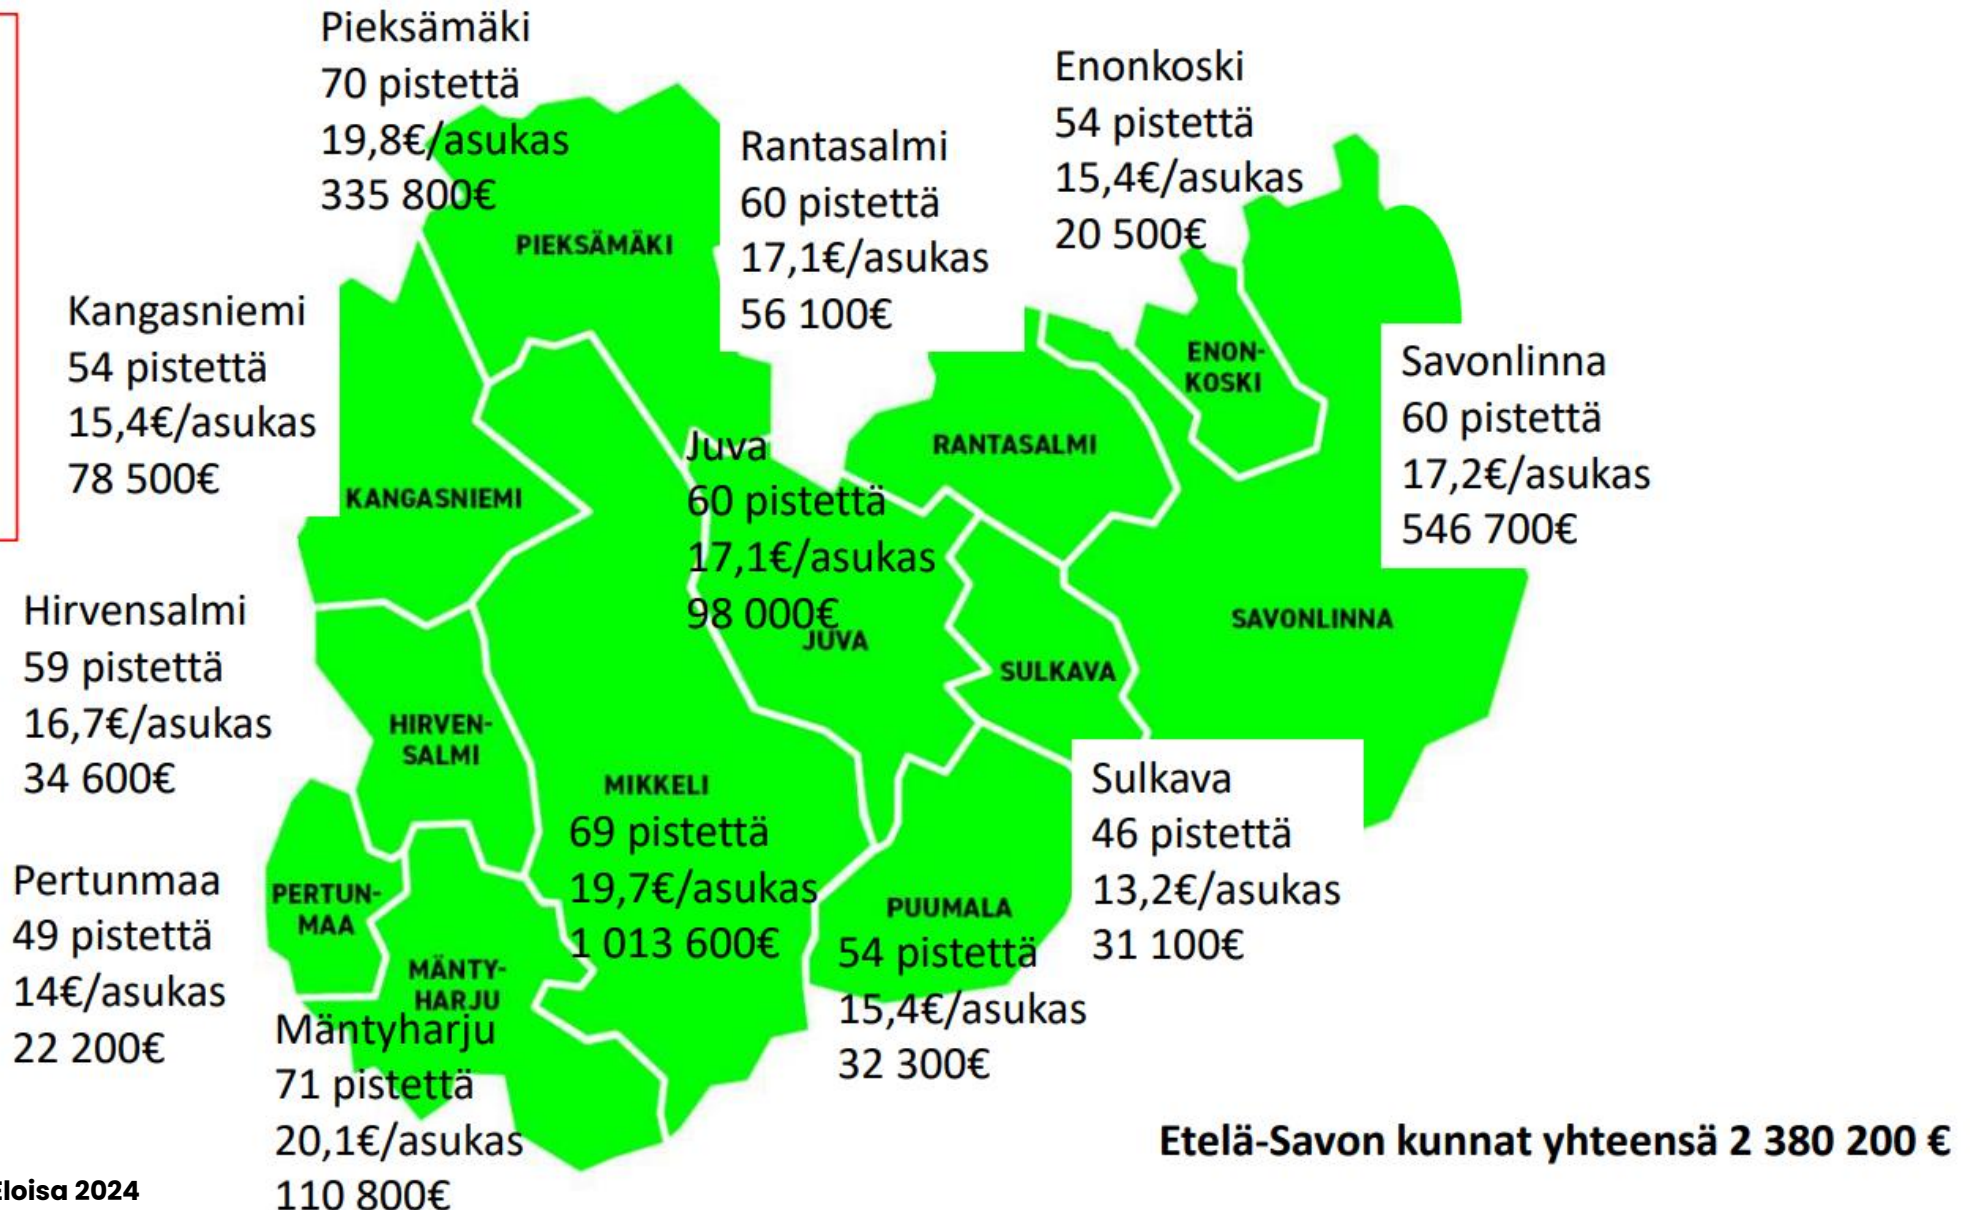 Pieksämäki
70 pistettä
19,8€/asukas
335 800€
Enonkoski
54 pistettä
15,4€/asukas
20 500€
Rantasalmi
60 pistettä
17,1€/asukas
56 100€
PIEKSÄMÄKI
Kangasniemi
54 pistettä
15,4€/asukas
78 500€
ENON-
KOSKI
Savonlinna
60 pistettä
17,2€/asukas
546 700€
RANTASALMI
KANGASNIEMI
Juva
60 pistettä
17,1€/asukas
98 000€
JUVA
SAVONLINNA
SULKAVA
Hirvensalmi
59 pistettä
16,7€/asukas
34 600€
HIRVEN-
SALMI
MIKKELI
69 pistettä
19,7€/asukas
1 013 600€
Sulkava
46 pistettä
13,2€/asukas
31 100€
Pertunmaa
49 pistettä
14€/asukas
22 200€
PERTUN-
MAA
PUUMALA
54 pistettä
15,4€/asukas
32 300€
MÄNTY-
HARJU
Mäntyharju
71 pistettä
20,1€/asukas
110 800€
Etelä-Savon kunnat yhteensä 2 380 200 €
Eloisa 2024